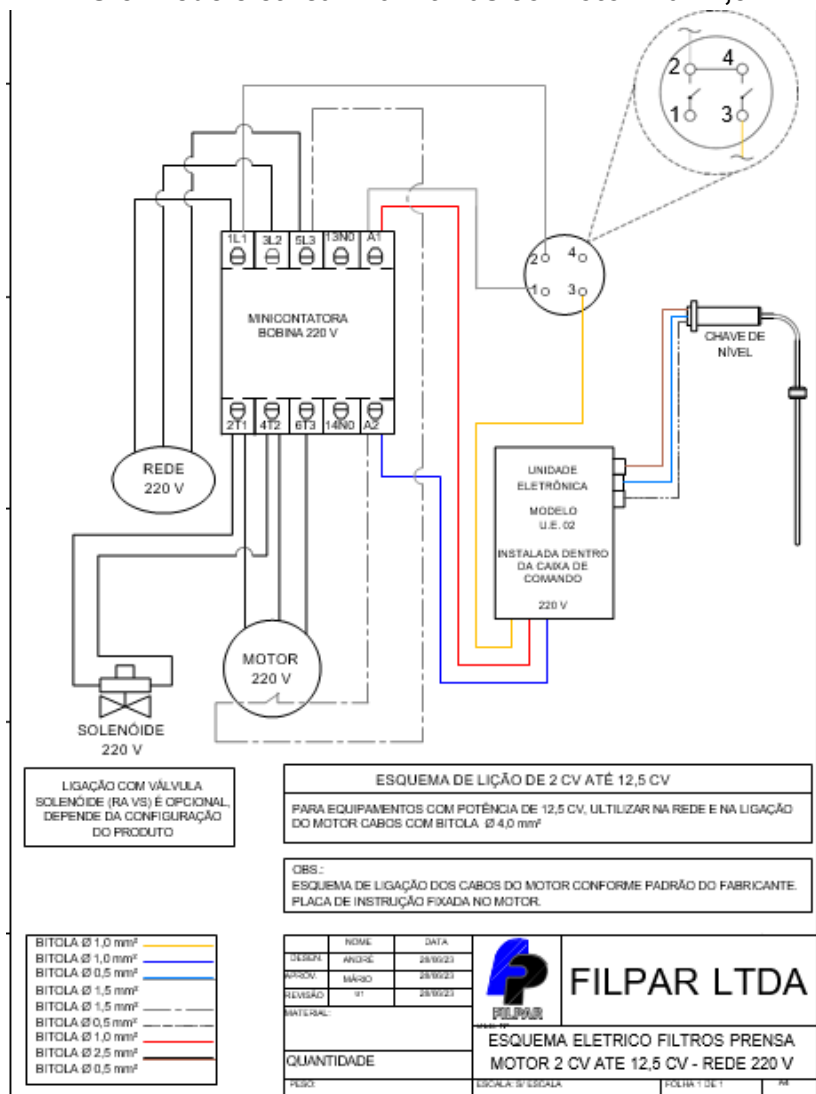 2
4
1
3
1L1
3L2
5L3
13N0
A1
MINICONTATORA
BOBINA 220 V
2T1
4T2
6T3
14N0
A2
2
4
1
3
CHAVE DE
NÍVEL
REDE
220 V
UNIDADE
ELETRÔNICA
MODELO
U.E. 02
INSTALADA DENTRO
DA CAIXA DE
COMANDO
220 V
MOTOR
220 V
SOLENÓIDE
220 V
LIGAÇÃO COM VÁLVULA
SOLENÓIDE (RA VS) É OPCIONAL,
DEPENDE DA CONFIGURAÇÃO
DO PRODUTO
ESQUEMA DE LIÇÃO DE 2 CV ATÉ 12,5 CV
PARA EQUIPAMENTOS COM POTÊNCIA DE 12,5 CV, ULTILIZAR NA REDE E NA LIGAÇÃO
DO MOTOR CABOS COM BITOLA Ø 4,0 mm²
OBS.:
ESQUEMA DE LIGAÇÃO DOS CABOS DO MOTOR CONFORME PADRÃO DO FABRICANTE.
PLACA DE INSTRUÇÃO FIXADA NO MOTOR.
BITOLA Ø 1,0 mm²
BITOLA Ø 1,0 mm²
BITOLA Ø 0,5 mm²
BITOLA Ø 1,5 mm²
BITOLA Ø 1,5 mm²
BITOLA Ø 0,5 mm²
BITOLA Ø 1,0 mm²
BITOLA Ø 2,5 mm²
BITOLA Ø 0,5 mm²
NOME DATA
DESEN. ANDRÉ
APROV. MÁRIO
REVISÃO 01
MATERIAL:
QUANTIDADE
PESO:
FILPAR
FILPAR LTDA
ESQUEMA ELETRICO FILTROS PRENSA
MOTOR 2 CV ATE 12,5 CV - REDE 220 V
ESCALA: S/ ESCALA
FOLHA 1 DE 1
A4